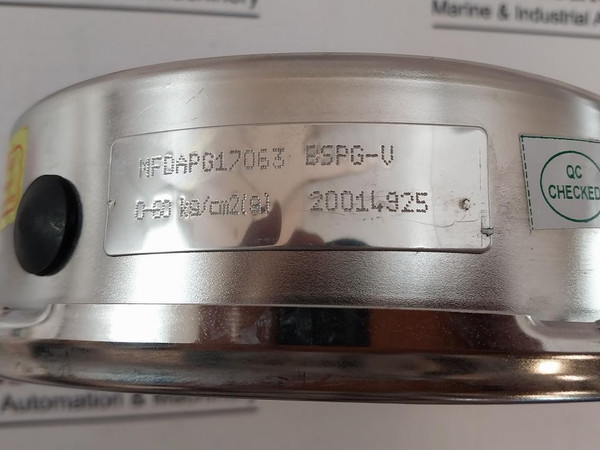 Marine & Industrial A
MFDAPG17063 BSPG-V
0-60 kg/cm2(g) 20014925
QC
CHECKED
Automation &